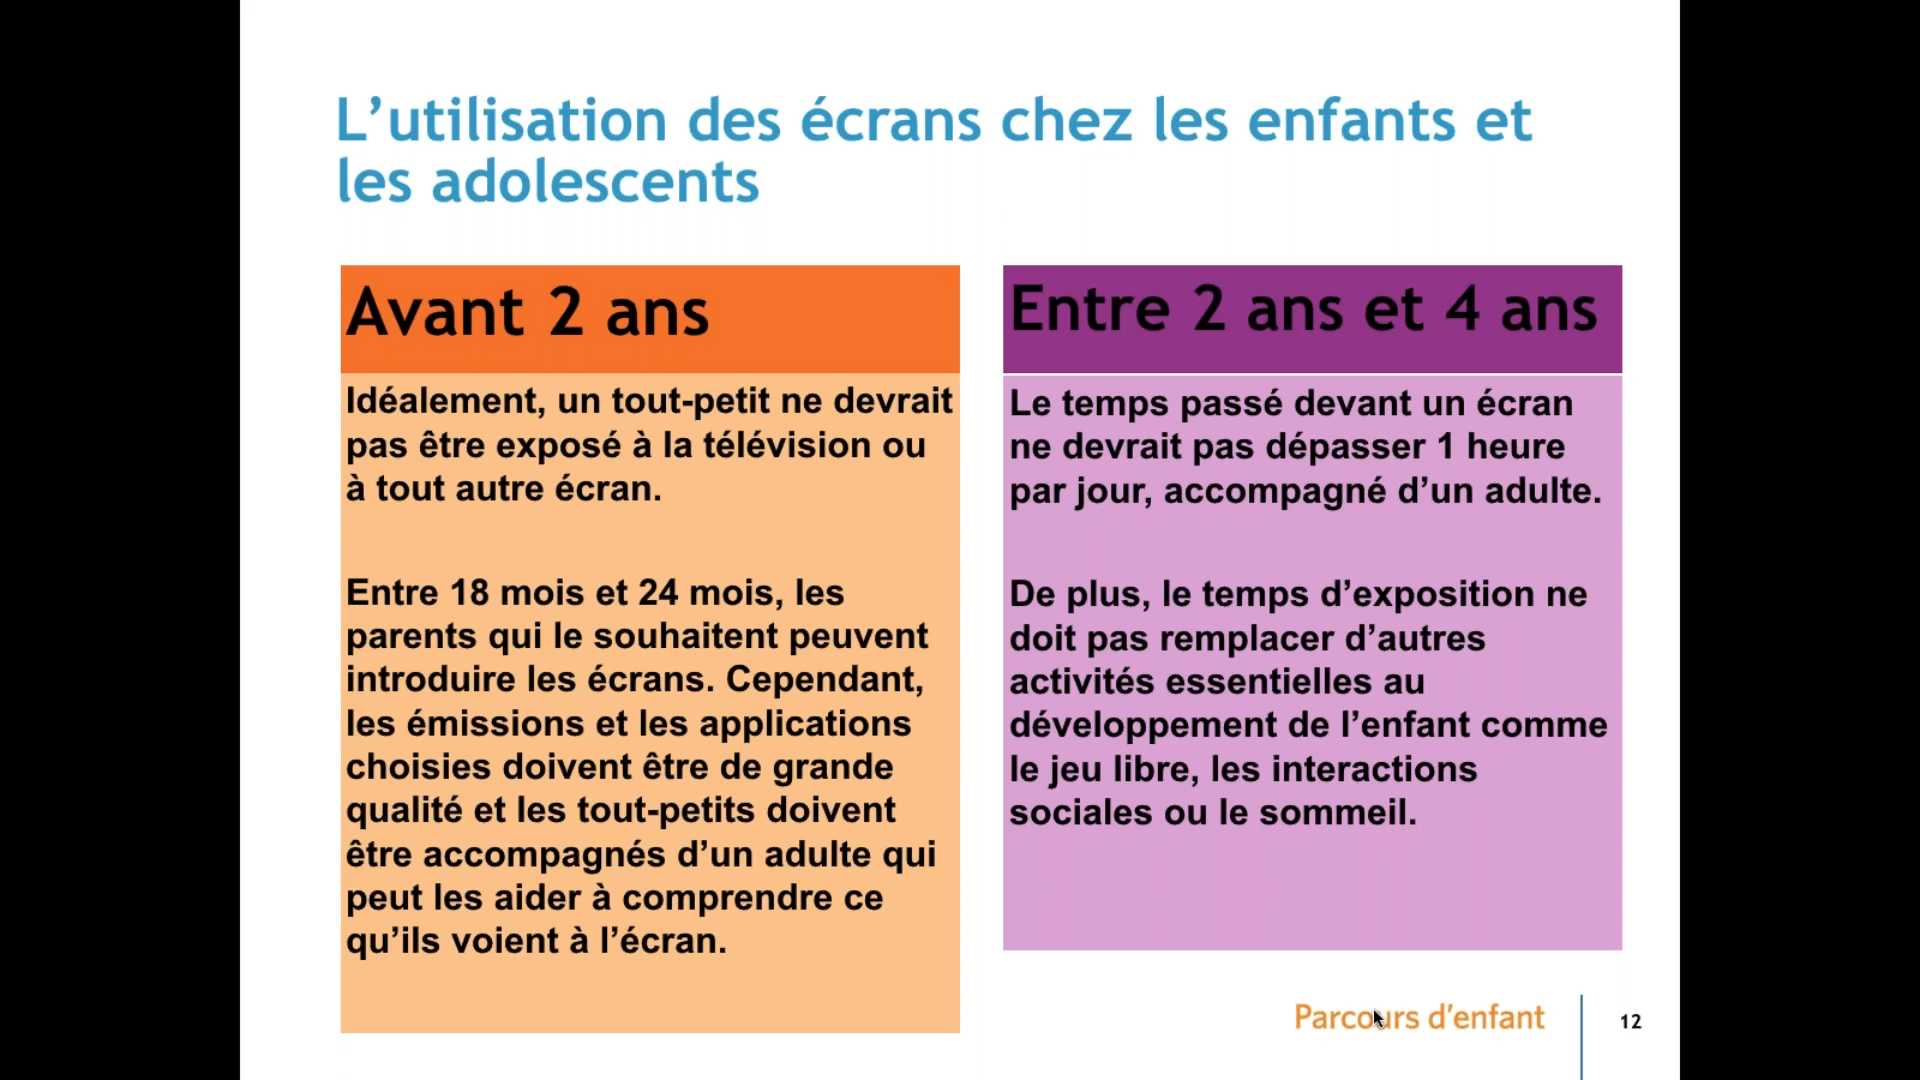 L’utilisation des écrans chez les enfants et
les adolescents
Avant 2 ans
Idéalement, un tout-petit ne devrait
pas être exposé à la télévision ou
à tout autre écran.
Entre 18 mois et 24 mois, les
parents qui le souhaitent peuvent
introduire les écrans. Cependant,
les émissions et les applications
choisies doivent être de grande
qualité et les tout-petits doivent
être accompagnés d’un adulte qui
peut les aider à comprendre ce
qu’ils voient à l’écran.
Entre 2 ans et 4 ans
Le temps passé devant un écran
ne devrait pas dépasser 1 heure
par jour, accompagné d’un adulte.
De plus, le temps d’exposition ne
doit pas remplacer d’autres
activités essentielles au
développement de l’enfant comme
le jeu libre, les interactions
sociales ou le sommeil.
Parcours d’enfant
12